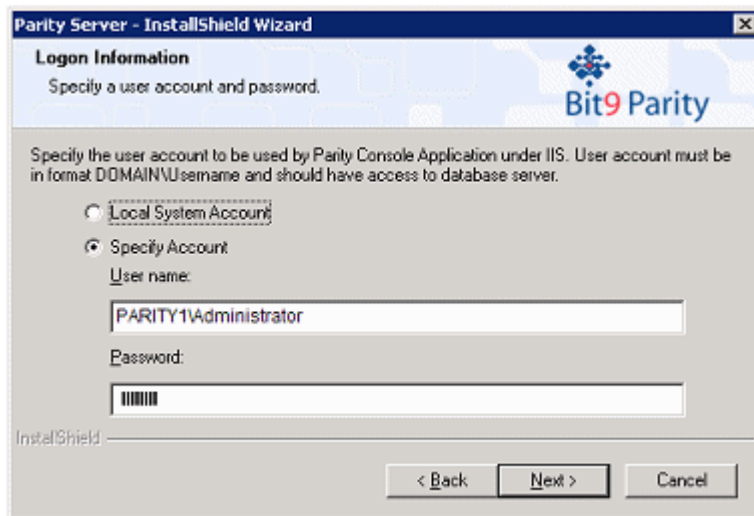 Parity Server - InstallShield Wizard
Logon Information
Specify a user account and password.
Bit9 Parity
Specify the user account to be used by Parity Console Application under IIS. User account must be
in format DOMAIN\Username and should have access to database server.
Local System Account
Specify Account
User name:
PARITY1\Administrator
Password:
InstallShield
< Back
Next >
Cancel